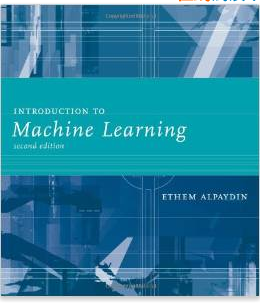 INTRODUCTION TO
Machine Learning
second edition
ETHEM ALPAYDIN